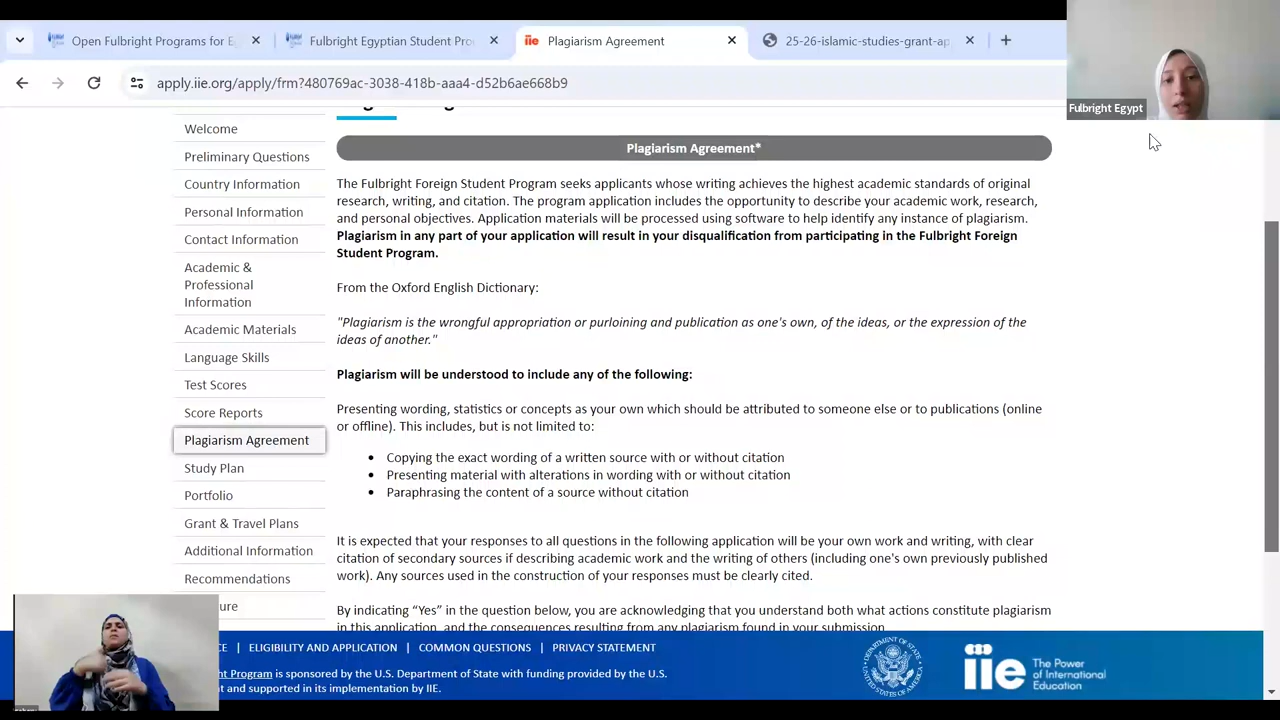 Open Fulbright Programs for E
Fulbright Egyptian Student Pro
iie Plagiarism Agreement
25-26-islamic-studies-grant-ap
apply.iie.org/apply/frm?480769ac-3038-418b-aaa4-d52b6ae668b9
Fulbright Egypt
Welcome
Preliminary Questions
Country Information
Personal Information
Contact Information
Academic &
Professional
Information
Academic Materials
Language Skills
Test Scores
Score Reports
Plagiarism Agreement
Study Plan
Portfolio
Grant & Travel Plans
Additional Information
Recommendations
Plagiarism Agreement*
The Fulbright Foreign Student Program seeks applicants whose writing achieves the highest academic standards of original
research, writing, and citation. The program application includes the opportunity to describe your academic work, research,
and personal objectives. Application materials will be processed using software to help identify any instance of plagiarism.
Plagiarism in any part of your application will result in your disqualification from participating in the Fulbright Foreign
Student Program.
From the Oxford English Dictionary:
"Plagiarism is the wrongful appropriation or purloining and publication as one's own, of the ideas, or the expression of the
ideas of another."
Plagiarism will be understood to include any of the following:
Presenting wording, statistics or concepts as your own which should be attributed to someone else or to publications (online
or offline). This includes, but is not limited to:
• Copying the exact wording of a written source with or without citation
• Presenting material with alterations in wording with or without citation
• Paraphrasing the content of a source without citation
It is expected that your responses to all questions in the following application will be your own work and writing, with clear
citation of secondary sources if describing academic work and the writing of others (including one's own previously published
work). Any sources used in the construction of your responses must be clearly cited.
By indicating “Yes” in the question below, you are acknowledging that you understand both what actions constitute plagiarism
in this application, and the consequences resulting from any plagiarism found in your submission.
ELIGIBILITY AND APPLICATION | COMMON QUESTIONS | PRIVACY STATEMENT
Program is sponsored by the U.S. Department of State with funding provided by the U.S.
and supported in its implementation by IIE.
iie The Power
of International
Education